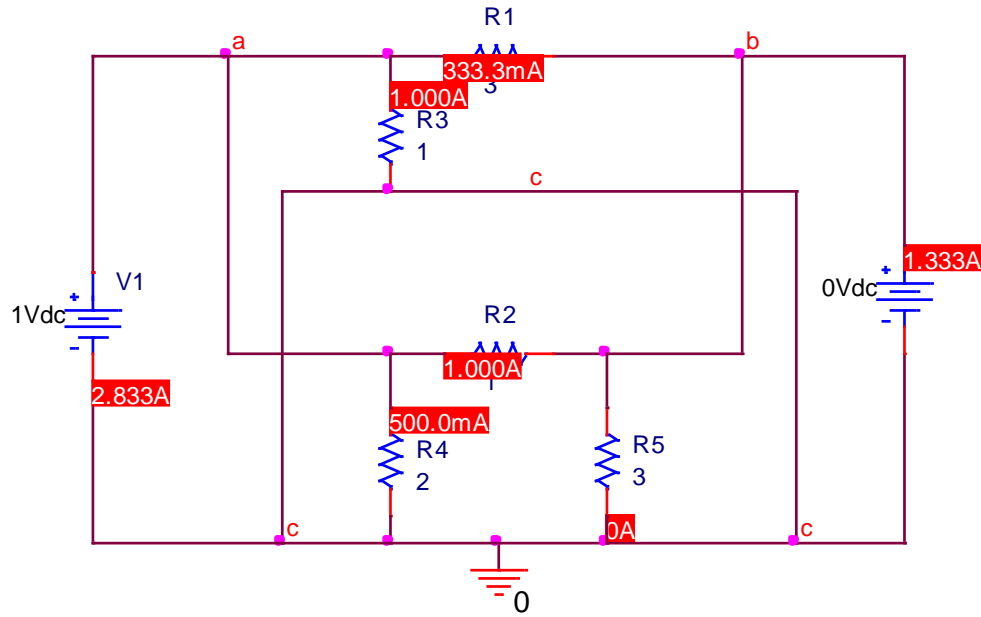 R1
a
b
333.3mA
3
1.000A
R3
1
c
V1
1Vdc
1.333A
0Vdc
R2
1.000A
1
2.833A
500.0mA
R4
2
R5
3
c
0A
c
0